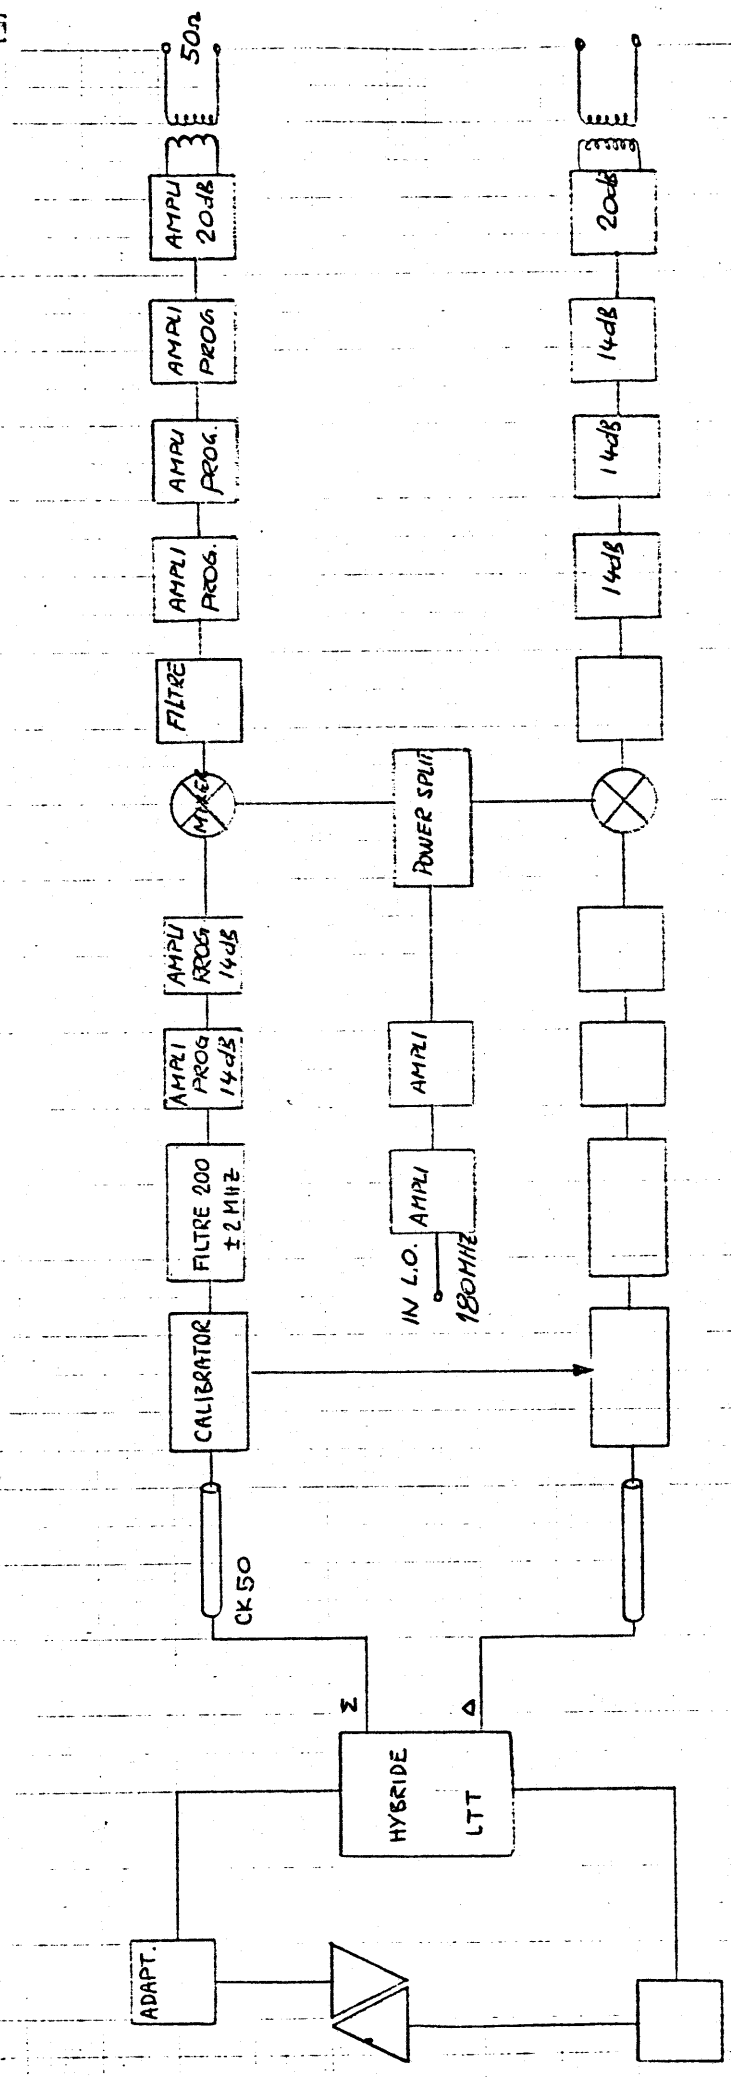 ADAPT.
HYBRIDE
LTT
Σ
Δ
CK50
CALIBRATOR
FILTRE 200
± 2 MHZ
AMPLI
PROG
14dB
AMPLI
RROG
14dB
MIXER
FILTRE
AMPLI
PROG.
AMPLI
PROG.
AMPLI
PROG
AMPLI
20dB
50Ω
IN L.O.
180MHZ
AMPLI
AMPLI
POWER SPLIT
14dB
14dB
14dB
20dB